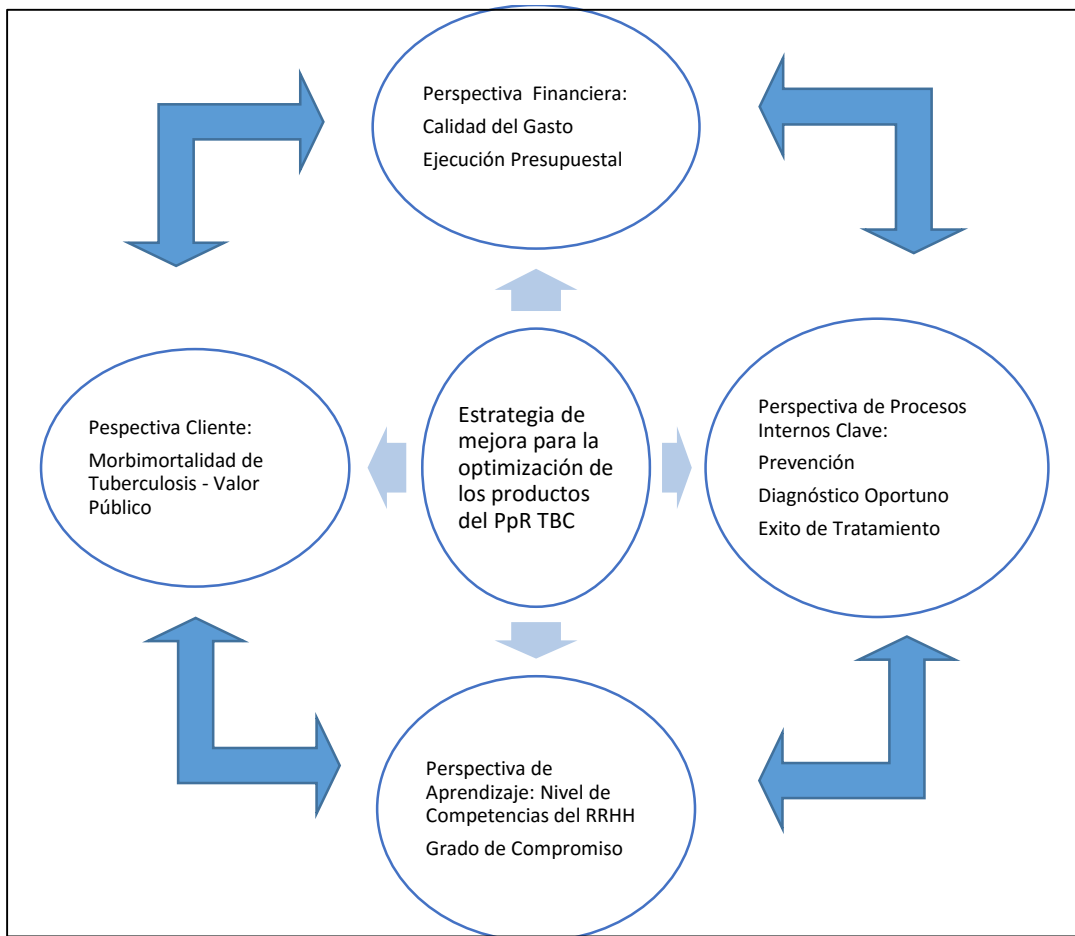 Perspectiva  Financiera:
Calidad del Gasto
Ejecución Presupuestal
Pespectiva Cliente:
Morbimortalidad de
Tuberculosis - Valor
Público
Estrategia de
mejora para la
optimización de
los productos
del PpR TBC
Perspectiva de Procesos
Internos Clave:
Prevención
Diagnóstico Oportuno
Exito de Tratamiento
Perspectiva de
Aprendizaje: Nivel de
Competencias del RRHH
Grado de Compromiso